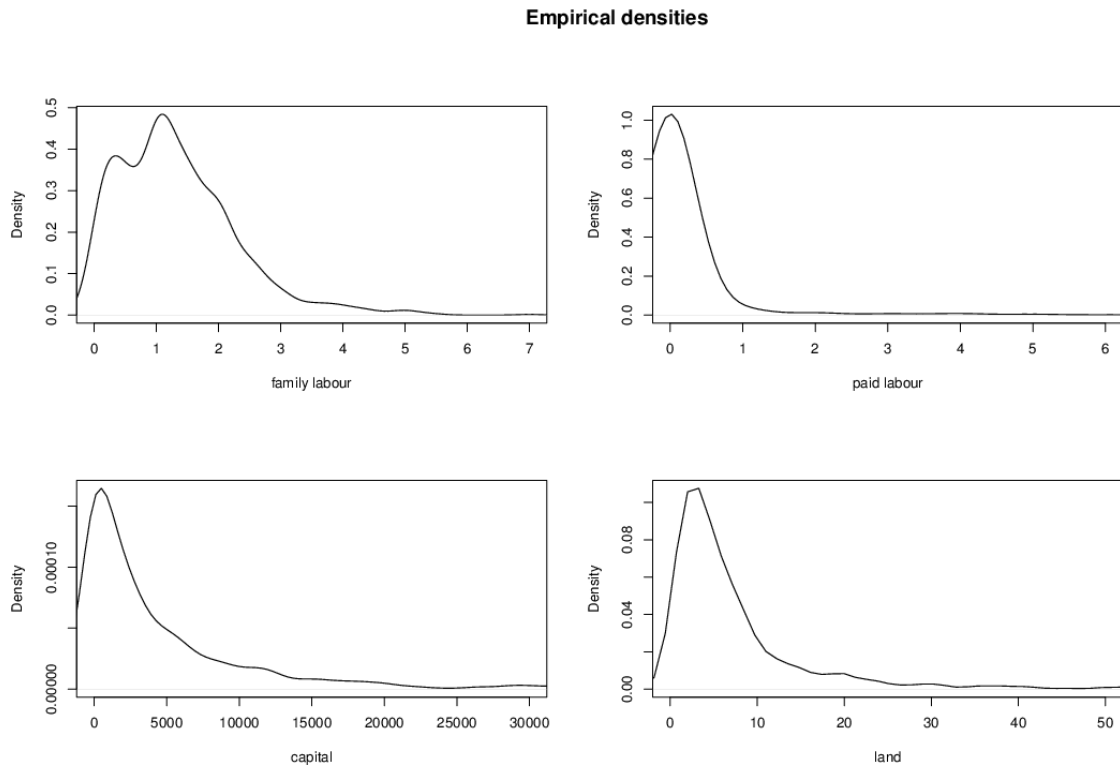 Empirical densities
Density
0.0 0.1 0.2 0.3 0.4 0.5
0 1 2 3 4 5 6 7
family labour
Density
0.0 0.2 0.4 0.6 0.8 1.0
0 1 2 3 4 5 6
paid labour
Density
0.00000 0.00010
0 5000 10000 15000 20000 25000 30000
capital
Density
0.00 0.04 0.08
0 10 20 30 40 50
land